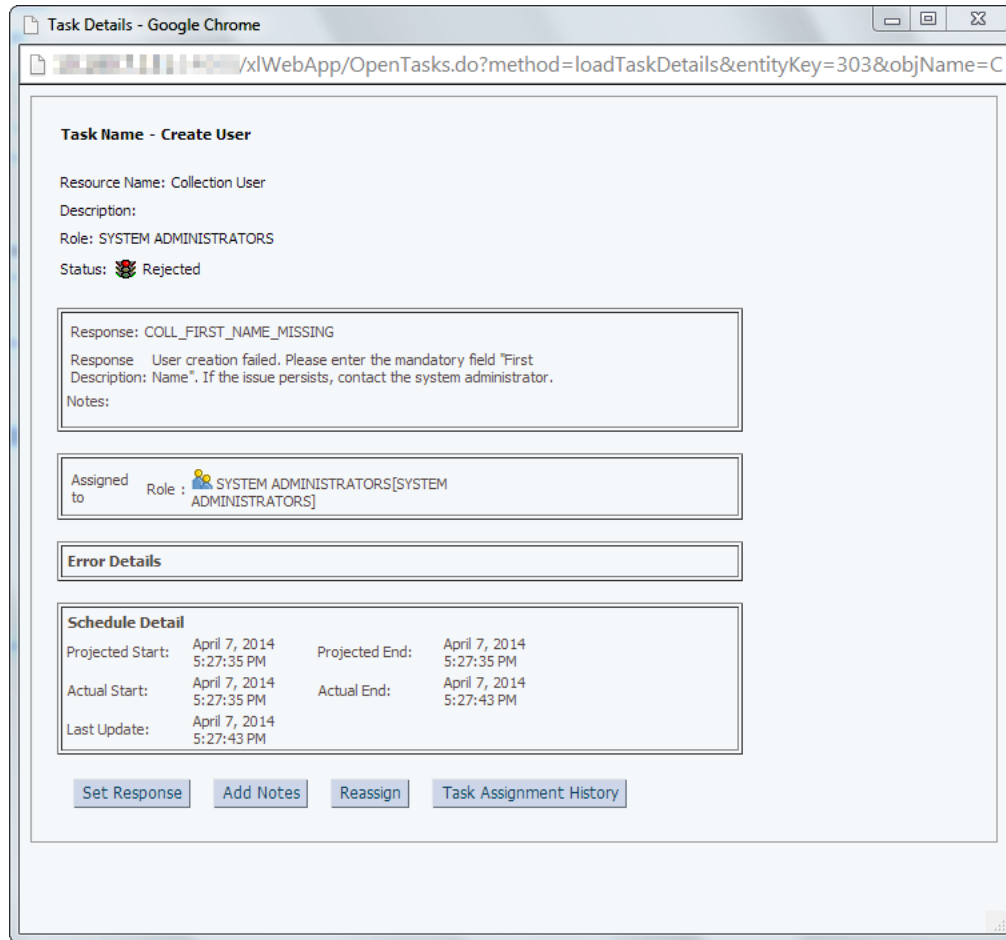 Task Details - Google Chrome
/xlWebApp/OpenTasks.do?method=loadTaskDetails&entityKey=303&objName=C
Task Name - Create User
Resource Name: Collection User
Description:
Role: SYSTEM ADMINISTRATORS
Status: Rejected
Response: COLL_FIRST_NAME_MISSING
Response User creation failed. Please enter the mandatory field "First
Description: Name". If the issue persists, contact the system administrator.
Notes:
Assigned to Role : SYSTEM ADMINISTRATORS[SYSTEM
ADMINISTRATORS]
Error Details
Schedule Detail
Projected Start: April 7, 2014 5:27:35 PM Projected End: April 7, 2014 5:27:35 PM
Actual Start: April 7, 2014 5:27:35 PM Actual End: April 7, 2014 5:27:43 PM
Last Update: April 7, 2014 5:27:43 PM
Set Response Add Notes Reassign Task Assignment History